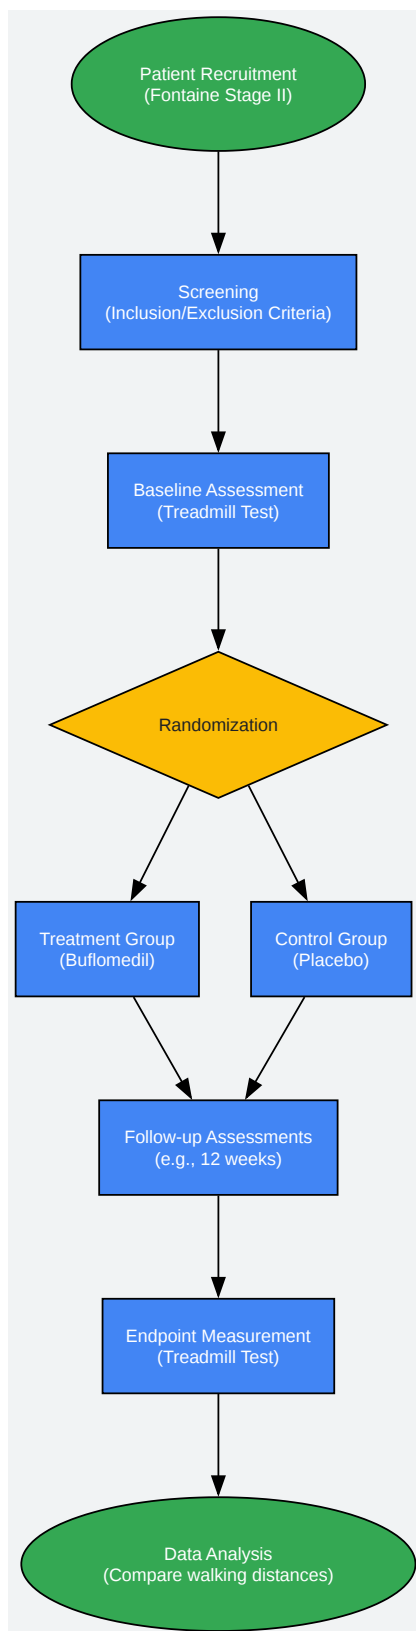 Patient Recruitment
(Fontaine Stage II)
Screening
(Inclusion/Exclusion Criteria)
Baseline Assessment
(Treadmill Test)
Randomization
Treatment Group
(Buflomedil)
Control Group
(Placebo)
Follow-up Assessments
(e.g., 12 weeks)
Endpoint Measurement
(Treadmill Test)
Data Analysis
(Compare walking distances)